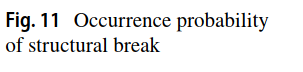 Fig. 11 Occurrence probability
of structural break